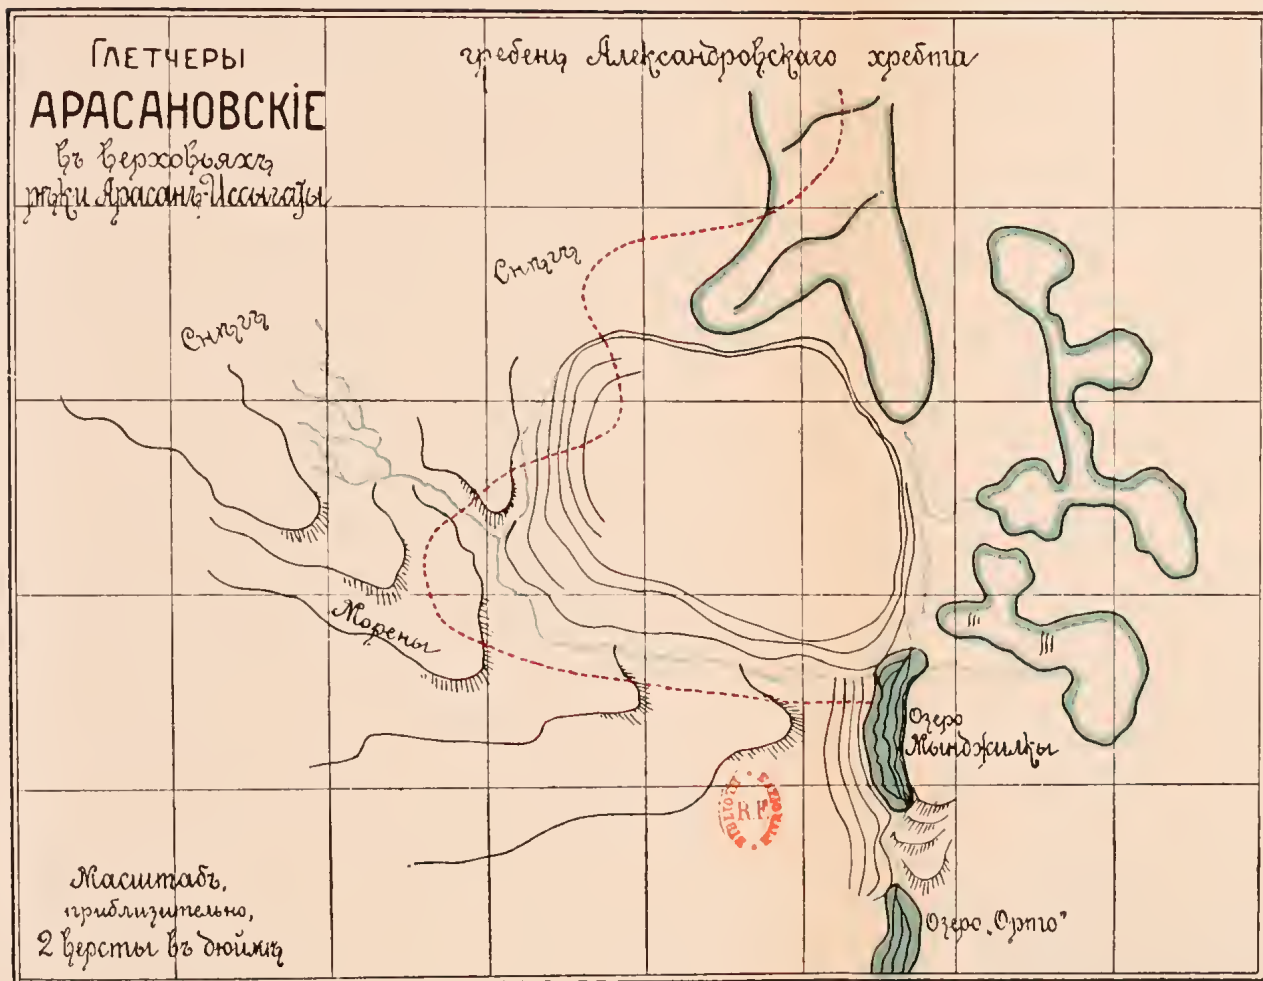 ГЛЕТЧЕРЫ
АРАСАНОВСКІЕ
въ верховьяхъ
рѣки Арасанъ-Иссыгаты
гребень Александровскаго хребта
Снѣгъ
Снѣгъ
Морены
Озеро
Мынджилкы
R.F.
Озеро „Орто”
Масштабъ,
приблизительно,
2 версты въ дюймѣ